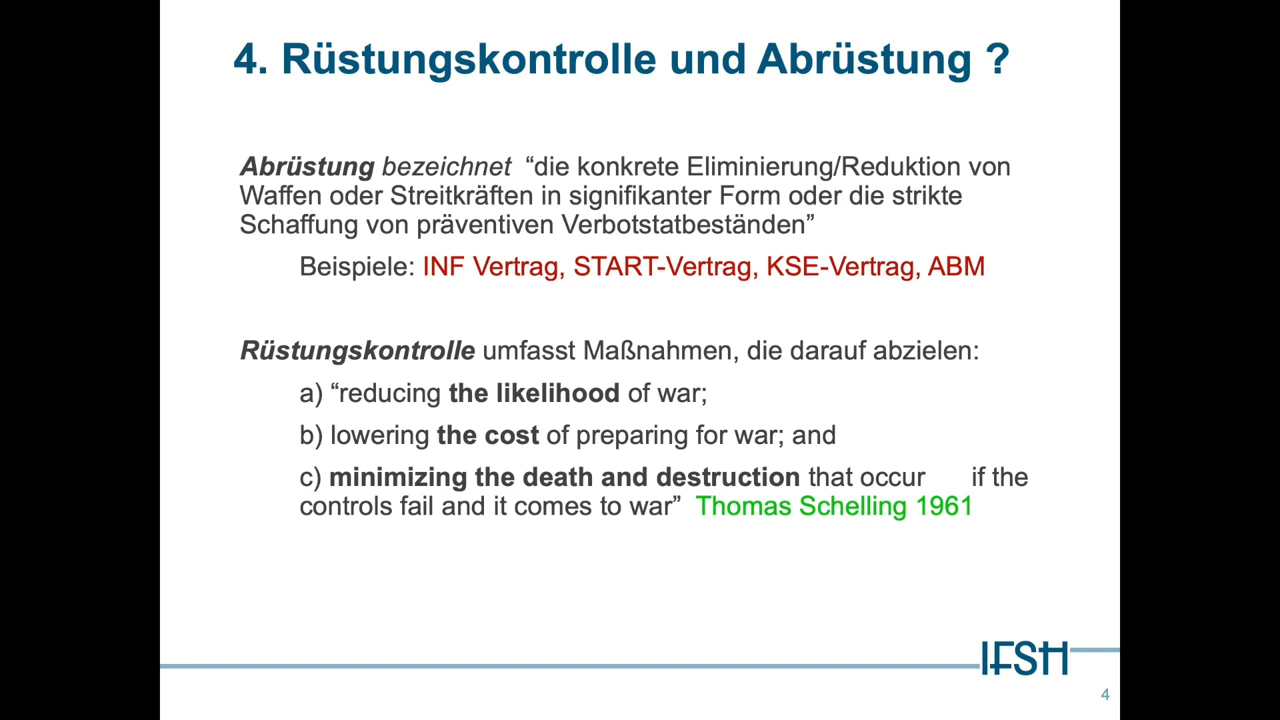 4. Rüstungskontrolle und Abrüstung ?
Abrüstung bezeichnet “die konkrete Eliminierung/Reduktion von
Waffen oder Streitkräften in signifikanter Form oder die strikte
Schaffung von präventiven Verbotstatbeständen”
Beispiele: INF Vertrag, START-Vertrag, KSE-Vertrag, ABM
Rüstungskontrolle umfasst Maßnahmen, die darauf abzielen:
a) “reducing the likelihood of war;
b) lowering the cost of preparing for war; and
c) minimizing the death and destruction that occur if the
controls fail and it comes to war” Thomas Schelling 1961
IFSH
4